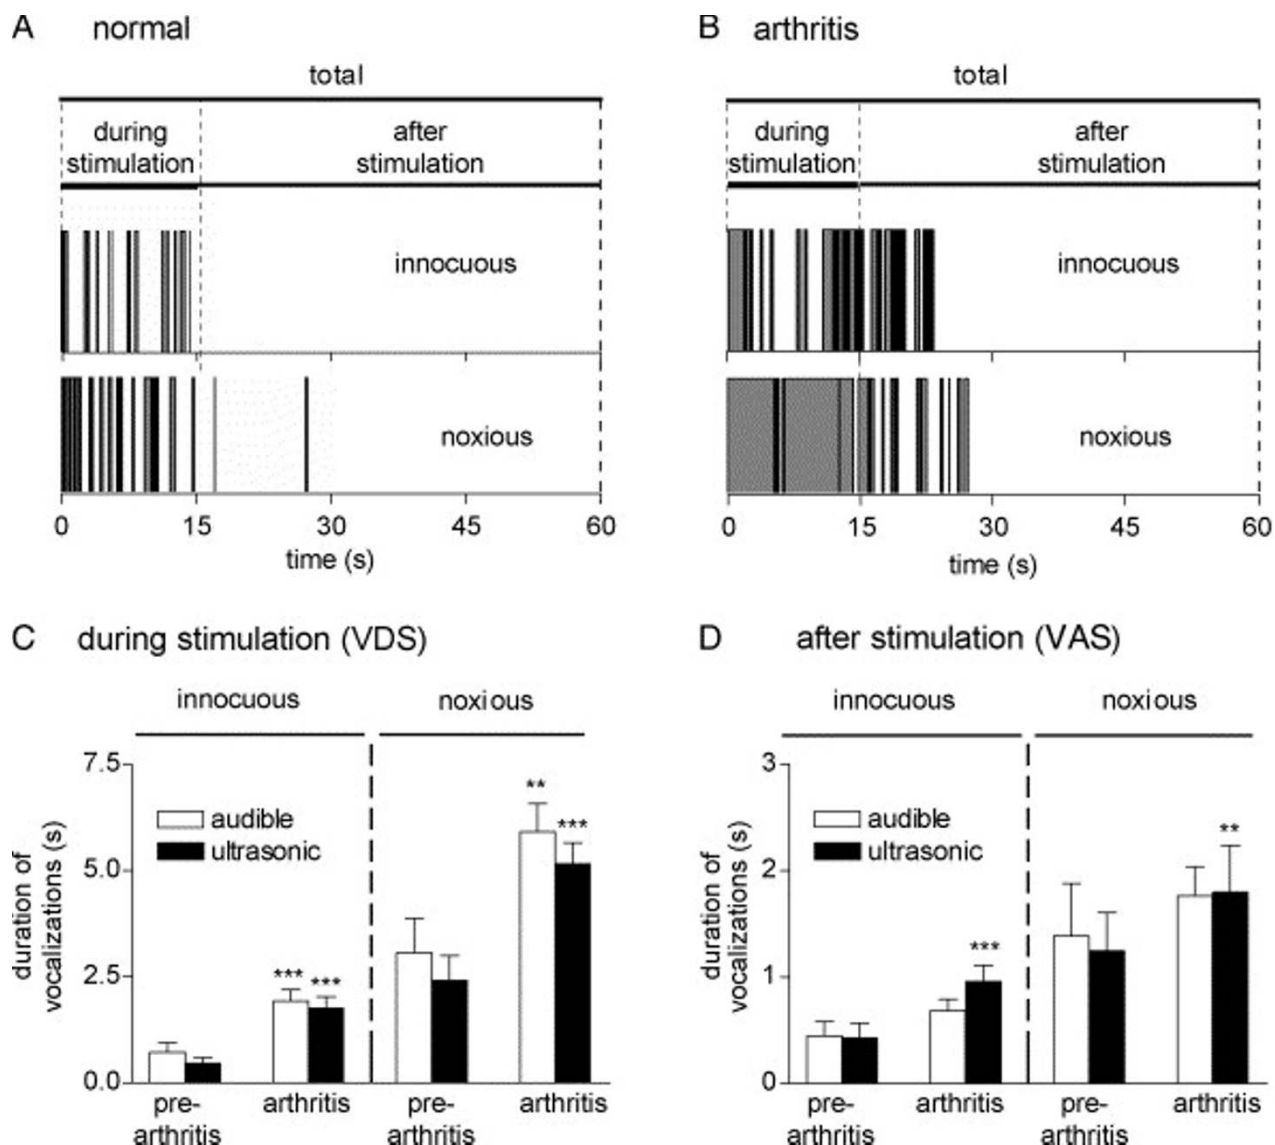 A normal
total
during
stimulation
after
stimulation
innocuous
noxious
0 15 30 45 60
time (s)
B arthritis
total
during
stimulation
after
stimulation
innocuous
noxious
0 15 30 45 60
time (s)
C during stimulation (VDS)
innocuous noxious
duration of
vocalizations (s)
7.5
5.0
2.5
0.0
audible
ultrasonic
*** ***
** ***
pre-
arthritis
arthritis
pre-
arthritis
arthritis
D after stimulation (VAS)
innocuous noxious
duration of
vocalizations (s)
3
2
1
0
audible
ultrasonic
***
**
pre-
arthritis
arthritis
pre-
arthritis
arthritis